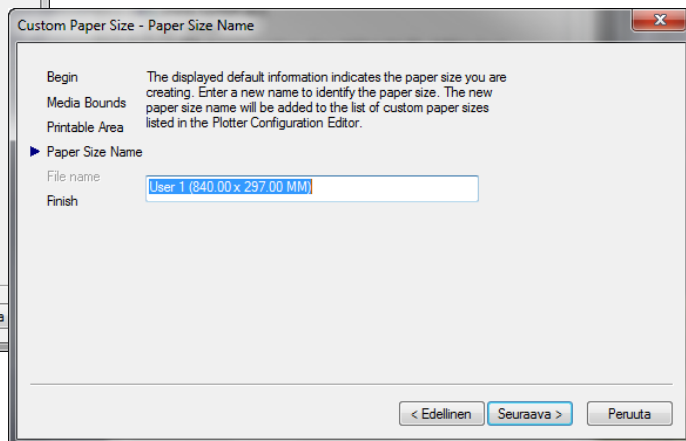 Custom Paper Size - Paper Size Name
Begin
Media Bounds
Printable Area
Paper Size Name
File name
Finish
The displayed default information indicates the paper size you are
creating. Enter a new name to identify the paper size. The new
paper size name will be added to the list of custom paper sizes
listed in the Plotter Configuration Editor.
User 1 (840.00 x 297.00 MM)
< Edellinen
Seuraava >
Peruuta